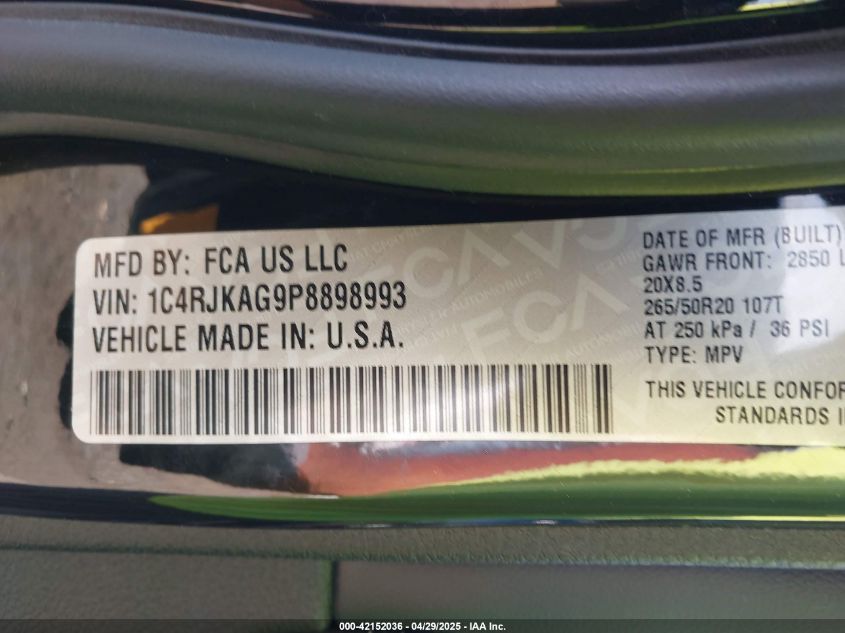 MFD BY: FCA US LLC
VIN: 1C4RJKAG9P8898993
VEHICLE MADE IN: U.S.A.
DATE OF MFR (BUILT)
GAWR FRONT: 2850 L
20X8.5
265/50R20 107T
AT 250 kPa / 36 PSI
TYPE: MPV
THIS VEHICLE CONFOR
STANDARDS I
000-42152036 - 04/29/2025 - IAA Inc.